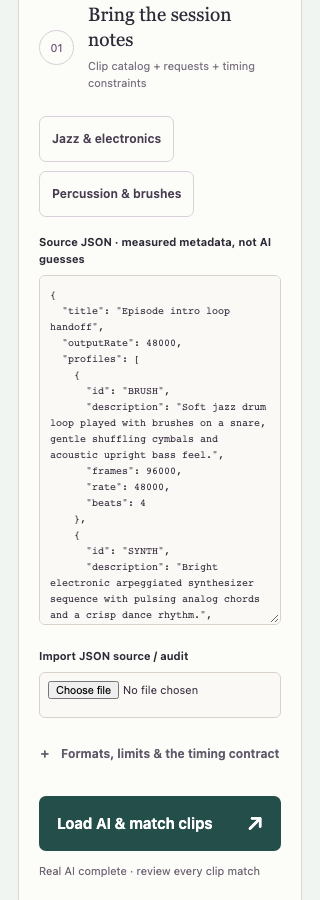 Bring the session
notes
01
Clip catalog + requests + timing
constraints
Jazz & electronics
Percussion & brushes
Source JSON · measured metadata, not AI
guesses
{
"title": "Episode intro loop
handoff",
"outputRate": 48000,
"profiles": [
{
"id": "BRUSH",
"description": "Soft jazz drum
loop played with brushes on a snare,
gentle shuffling cymbals and
acoustic upright bass feel.",
"frames": 96000,
"rate": 48000,
"beats": 4
},
{
"id": "SYNTH",
"description": "Bright
electronic arpeggiated synthesizer
sequence with pulsing analog chords
and a crisp dance rhythm.",
Import JSON source / audit
Choose file No file chosen
+ Formats, limits & the timing contract
Load AI & match clips
Real AI complete · review every clip match